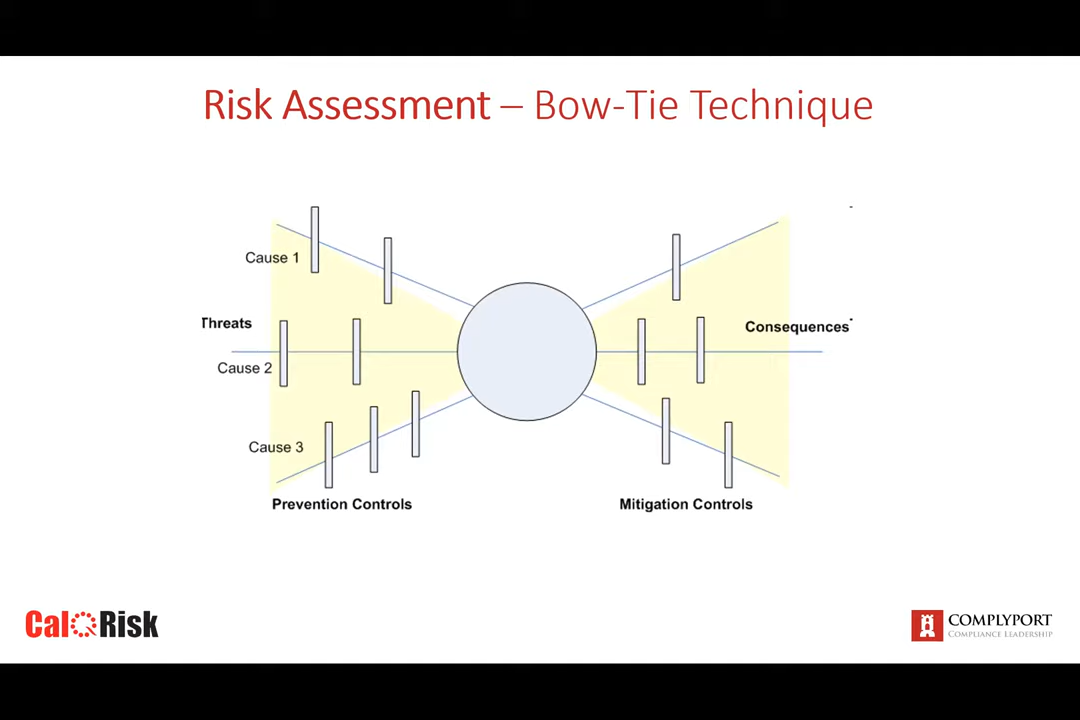 Risk Assessment – Bow-Tie Technique
Cause 1
Threats
Consequences
Cause 2
Cause 3
Prevention Controls
Mitigation Controls
CalQRisk
COMPLYPORT
COMPLIANCE LEADERSHIP